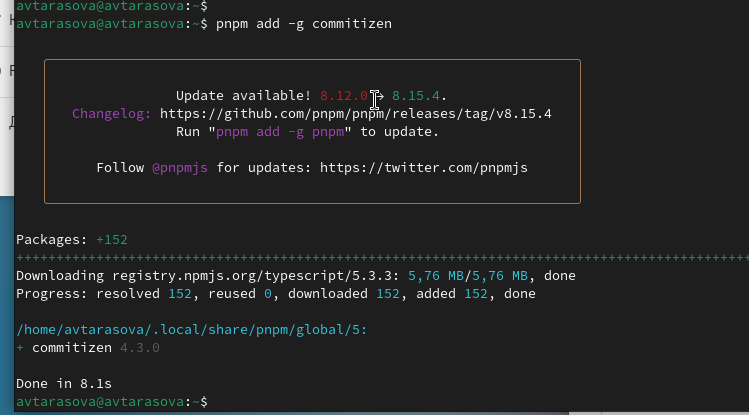 avtarasova@avtarasova:~$
avtarasova@avtarasova:~$ pnpm add -g commitizen
Update available! 8.12.0 → 8.15.4.
Changelog: https://github.com/pnpm/pnpm/releases/tag/v8.15.4
Run "pnpm add -g pnpm" to update.
Follow @pnpmjs for updates: https://twitter.com/pnpmjs
Packages: +152
++++++++++++++++++++++++++++++++++++++++++++++++++++++++++++++++++++++++++++++++++++++++++++
Downloading registry.npmjs.org/typescript/5.3.3: 5,76 MB/5,76 MB, done
Progress: resolved 152, reused 0, downloaded 152, added 152, done
/home/avtarasova/.local/share/pnpm/global/5:
+ commitizen 4.3.0
Done in 8.1s
avtarasova@avtarasova:~$